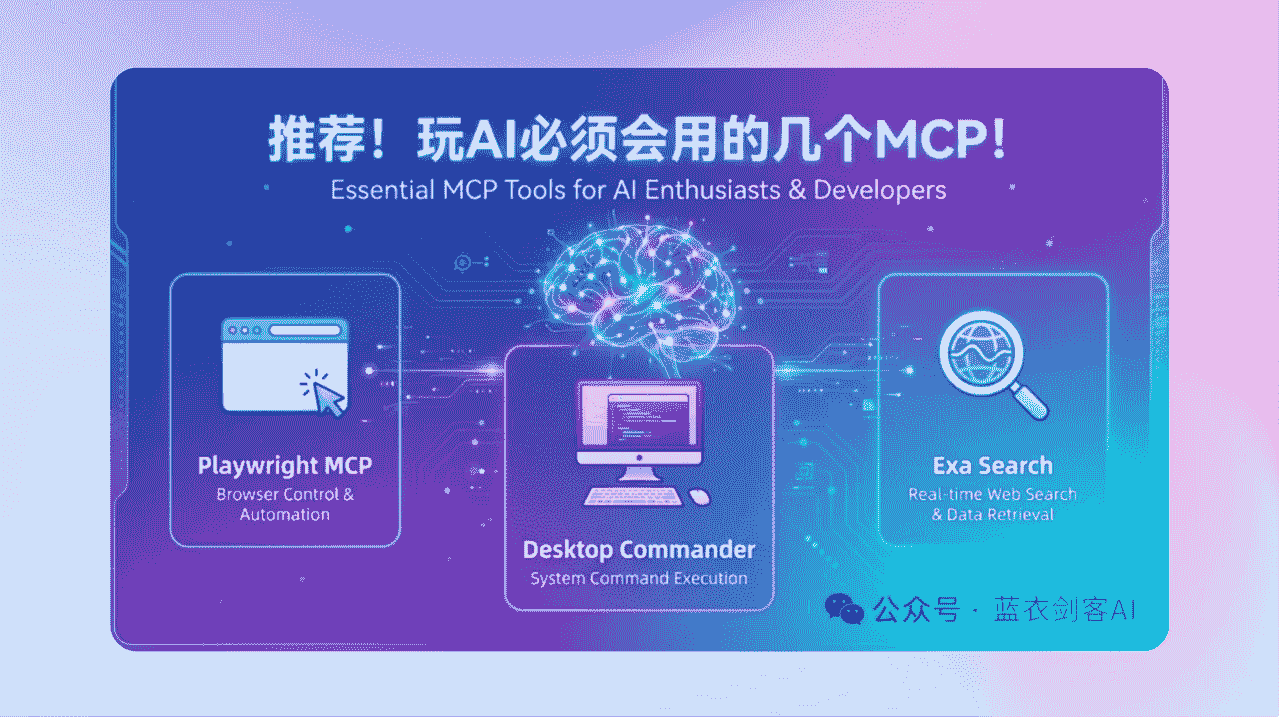 推荐！玩AI必须会用的几个MCP！
Essential MCP Tools for AI Enthusiasts & Developers
Playwright MCP
Browser Control &
Automation
Desktop Commander
System Command Execution
Exa Search
Real-time Web Search
& Data Retrieval
公众号 · 蓝衣剑客AI